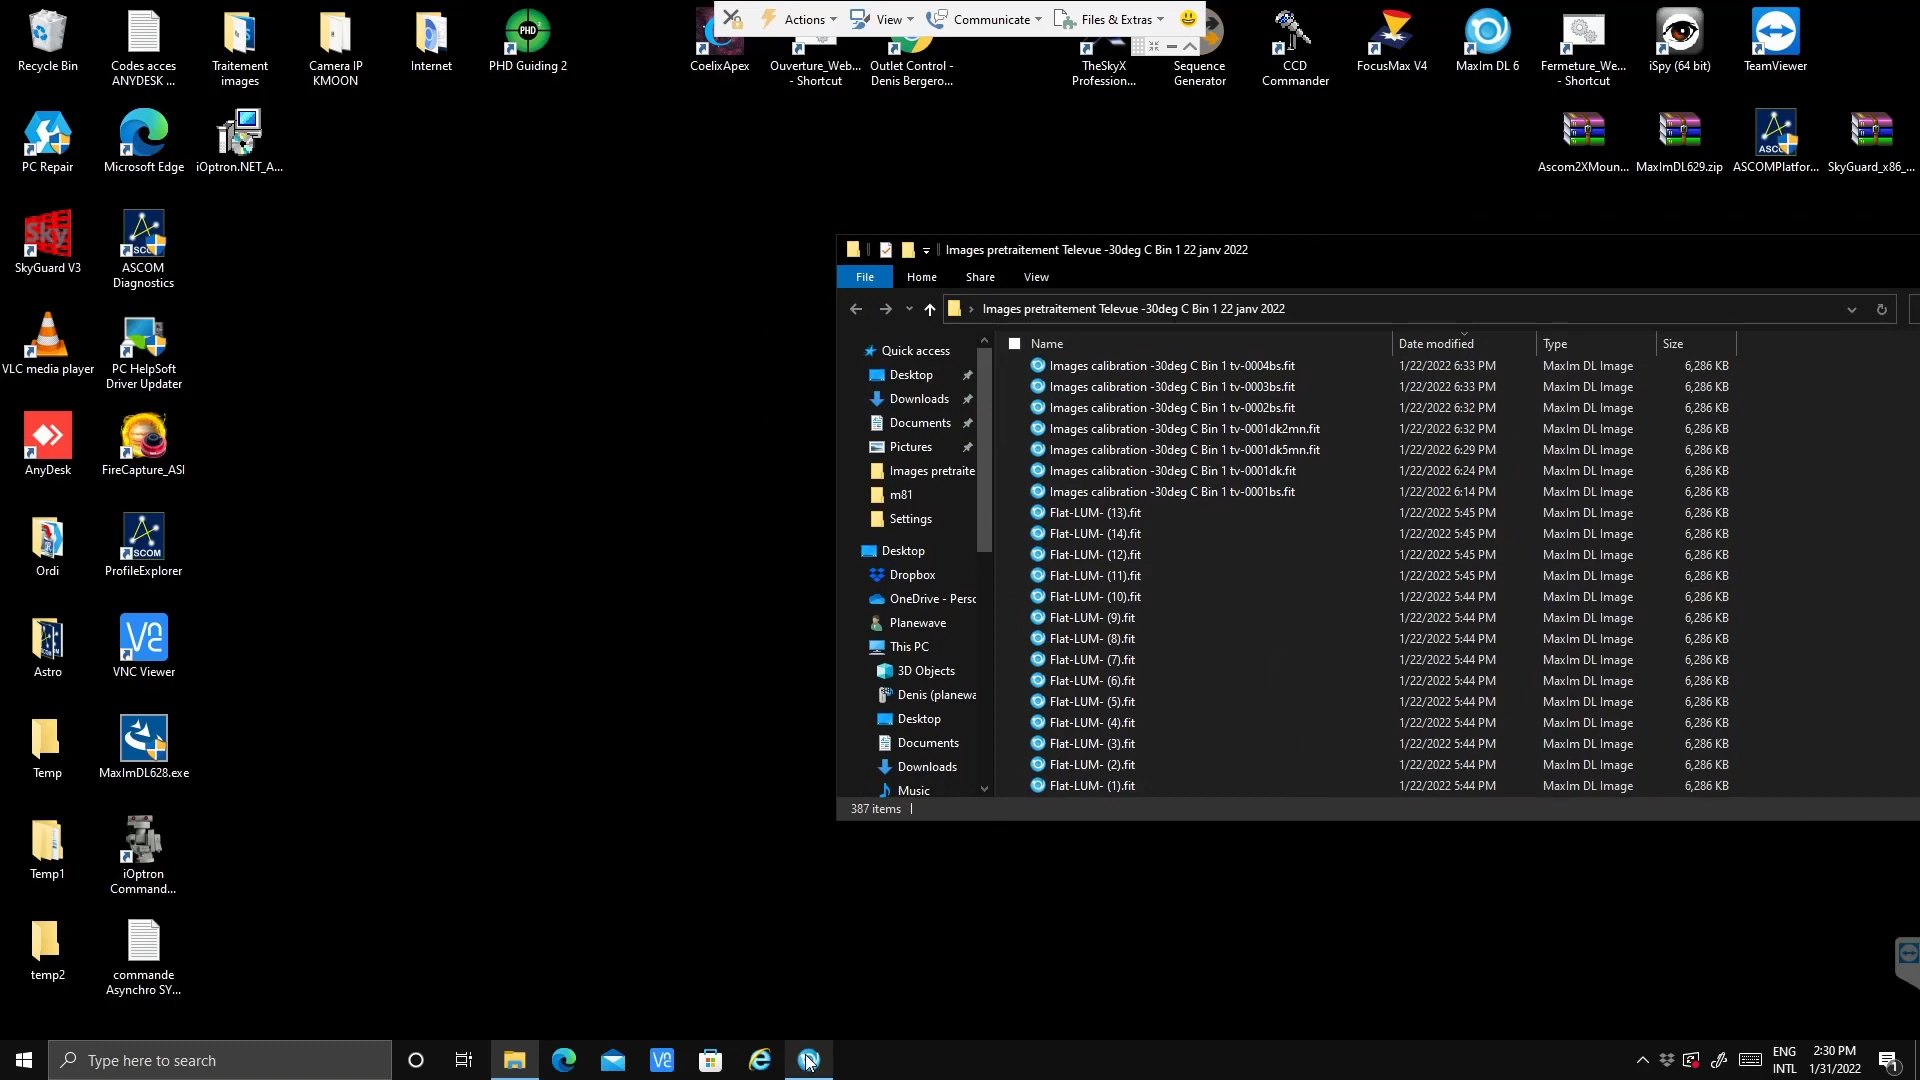 Actions
View
Communicate
Files & Extras
Recycle Bin
Codes acces
ANYDESK ...
Traitement
images
Camera IP
KMOON
Internet
PHD
PHD Guiding 2
CoelixApex
Ouverture_Web...
- Shortcut
Outlet Control -
Denis Bergero...
TheSkyX
Profession...
Sequence
Generator
CCD
Commander
FocusMax V4
MaxIm DL 6
Fermeture_We...
- Shortcut
iSpy (64 bit)
TeamViewer
PC Repair
Microsoft Edge
iOptron.NET_A...
Ascom2XMoun...
MaxImDL629.zip
ASCOMPlatfor...
SkyGuard_x86_...
Sky
SkyGuard V3
ASCOM
Diagnostics
VLC media player
PC HelpSoft
Driver Updater
AnyDesk
FireCapture_ASI
Ordi
ProfileExplorer
Astro
VNC Viewer
Temp
MaxImDL628.exe
Temp1
iOptron
Command...
temp2
commande
Asynchro SY...
Images pretraitement Televue -30deg C Bin 1 22 janv 2022
File
Home
Share
View
Images pretraitement Televue -30deg C Bin 1 22 janv 2022
Quick access
Desktop
Downloads
Documents
Pictures
Images pretraite
m81
Settings
Desktop
Dropbox
OneDrive - Perso
Planewave
This PC
3D Objects
Denis (planewa
Desktop
Documents
Downloads
Music
Name Date modified Type Size
Images calibration -30deg C Bin 1 tv-0004bs.fit 1/22/2022 6:33 PM MaxIm DL Image 6,286 KB
Images calibration -30deg C Bin 1 tv-0003bs.fit 1/22/2022 6:33 PM MaxIm DL Image 6,286 KB
Images calibration -30deg C Bin 1 tv-0002bs.fit 1/22/2022 6:32 PM MaxIm DL Image 6,286 KB
Images calibration -30deg C Bin 1 tv-0001dk2mn.fit 1/22/2022 6:32 PM MaxIm DL Image 6,286 KB
Images calibration -30deg C Bin 1 tv-0001dk5mn.fit 1/22/2022 6:29 PM MaxIm DL Image 6,286 KB
Images calibration -30deg C Bin 1 tv-0001dk.fit 1/22/2022 6:24 PM MaxIm DL Image 6,286 KB
Images calibration -30deg C Bin 1 tv-0001bs.fit 1/22/2022 6:14 PM MaxIm DL Image 6,286 KB
Flat-LUM- (13).fit 1/22/2022 5:45 PM MaxIm DL Image 6,286 KB
Flat-LUM- (14).fit 1/22/2022 5:45 PM MaxIm DL Image 6,286 KB
Flat-LUM- (12).fit 1/22/2022 5:45 PM MaxIm DL Image 6,286 KB
Flat-LUM- (11).fit 1/22/2022 5:45 PM MaxIm DL Image 6,286 KB
Flat-LUM- (10).fit 1/22/2022 5:44 PM MaxIm DL Image 6,286 KB
Flat-LUM- (9).fit 1/22/2022 5:44 PM MaxIm DL Image 6,286 KB
Flat-LUM- (8).fit 1/22/2022 5:44 PM MaxIm DL Image 6,286 KB
Flat-LUM- (7).fit 1/22/2022 5:44 PM MaxIm DL Image 6,286 KB
Flat-LUM- (6).fit 1/22/2022 5:44 PM MaxIm DL Image 6,286 KB
Flat-LUM- (5).fit 1/22/2022 5:44 PM MaxIm DL Image 6,286 KB
Flat-LUM- (4).fit 1/22/2022 5:44 PM MaxIm DL Image 6,286 KB
Flat-LUM- (3).fit 1/22/2022 5:44 PM MaxIm DL Image 6,286 KB
Flat-LUM- (2).fit 1/22/2022 5:44 PM MaxIm DL Image 6,286 KB
Flat-LUM- (1).fit 1/22/2022 5:44 PM MaxIm DL Image 6,286 KB
387 items
Type here to search
ENG
INTL
2:30 PM
1/31/2022
1